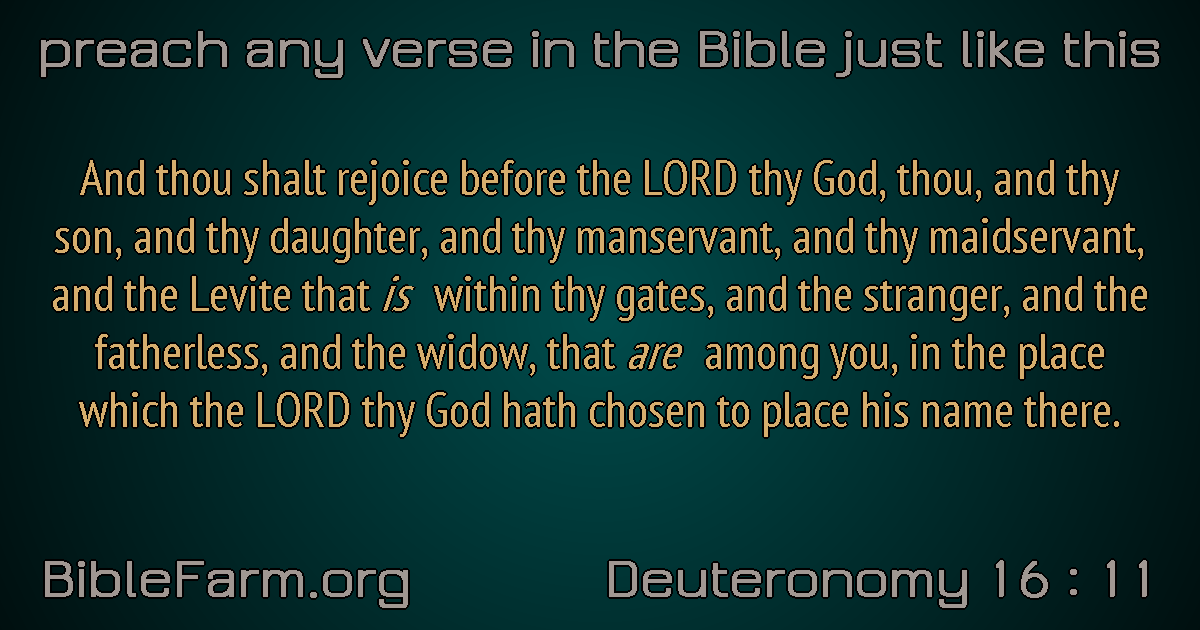 preach any verse in the Bible just like this
And thou shalt rejoice before the LORD thy God, thou, and thy
son, and thy daughter, and thy manservant, and thy maidservant,
and the Levite that is within thy gates, and the stranger, and the
fatherless, and the widow, that are among you, in the place
which the LORD thy God hath chosen to place his name there.
BibleFarm.org
Deuteronomy 16 : 11